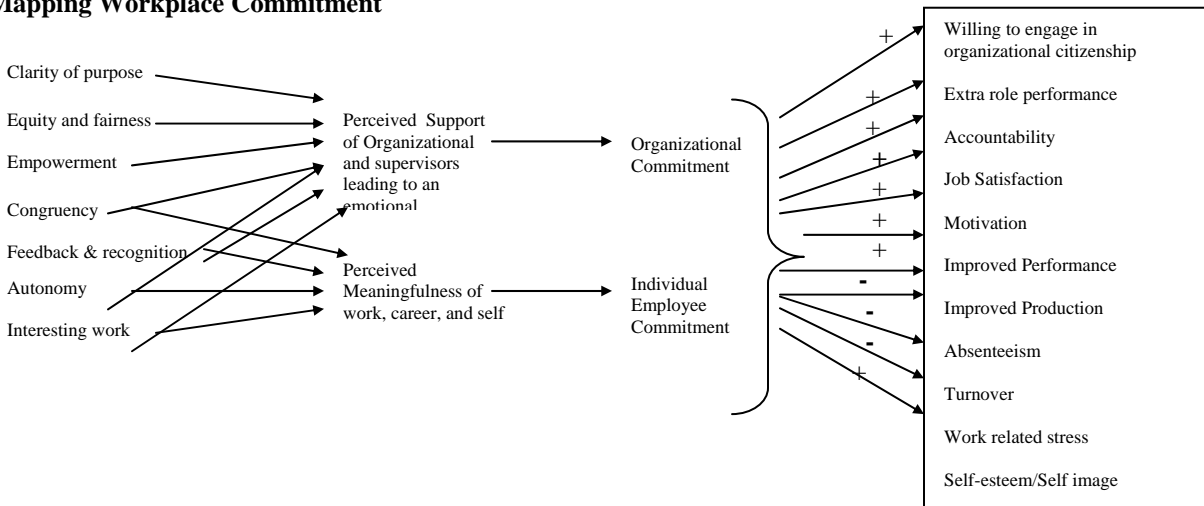 Mapping Workplace Commitment
Clarity of purpose
Equity and fairness
Empowerment
Congruency
Feedback & recognition
Autonomy
Interesting work
Perceived Support
of Organizational
and supervisors
leading to an
emotional
Perceived
Meaningfulness of
work, career, and self
Organizational
Commitment
Individual
Employee
Commitment
+
+
+
+
+
+
+
-
-
-
+
Willing to engage in
organizational citizenship
Extra role performance
Accountability
Job Satisfaction
Motivation
Improved Performance
Improved Production
Absenteeism
Turnover
Work related stress
Self-esteem/Self image